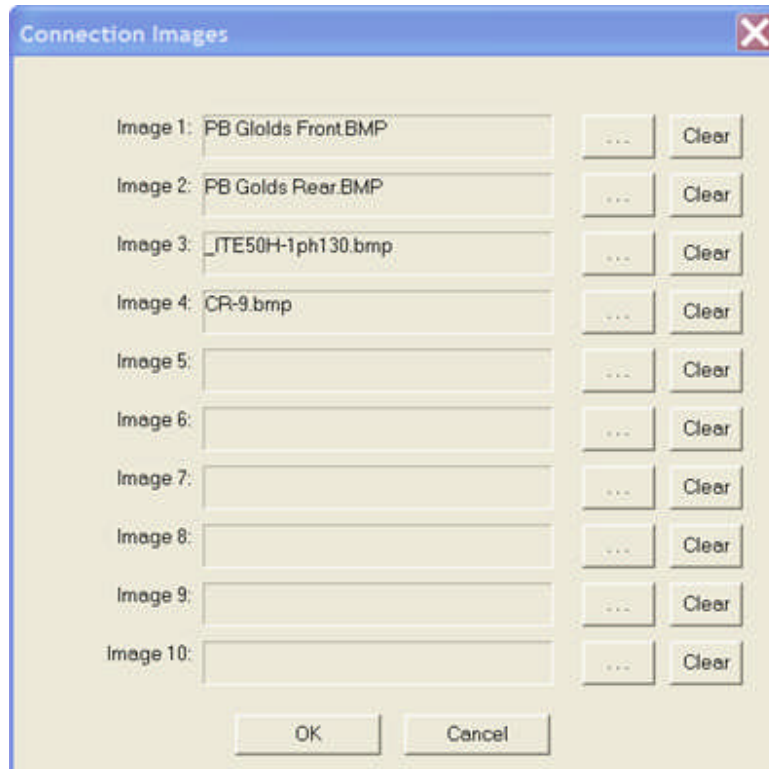 Connection Images
Image 1: PB Glolds Front.BMP ... Clear
Image 2: PB Golds Rear.BMP ... Clear
Image 3: _ITE50H-1ph130.bmp ... Clear
Image 4: CR-9.bmp ... Clear
Image 5: ... Clear
Image 6: ... Clear
Image 7: ... Clear
Image 8: ... Clear
Image 9: ... Clear
Image 10: ... Clear
OK Cancel